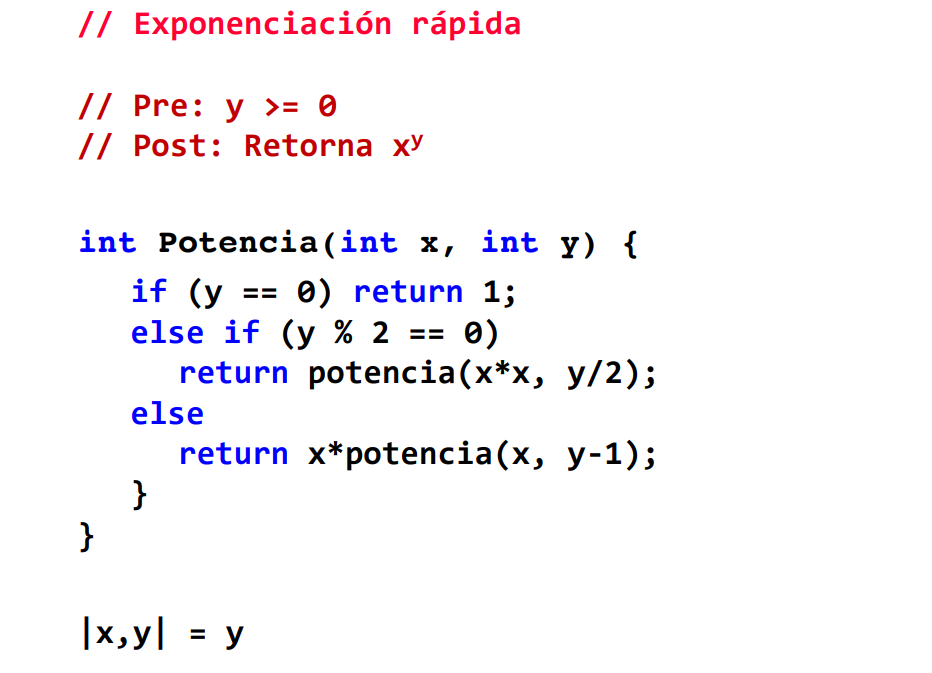 // Exponenciación rápida
// Pre: y >= 0
// Post: Retorna xʸ
int Potencia(int x, int y) {
if (y == 0) return 1;
else if (y % 2 == 0)
return potencia(x*x, y/2);
else
return x*potencia(x, y-1);
}
}
|x,y| = y